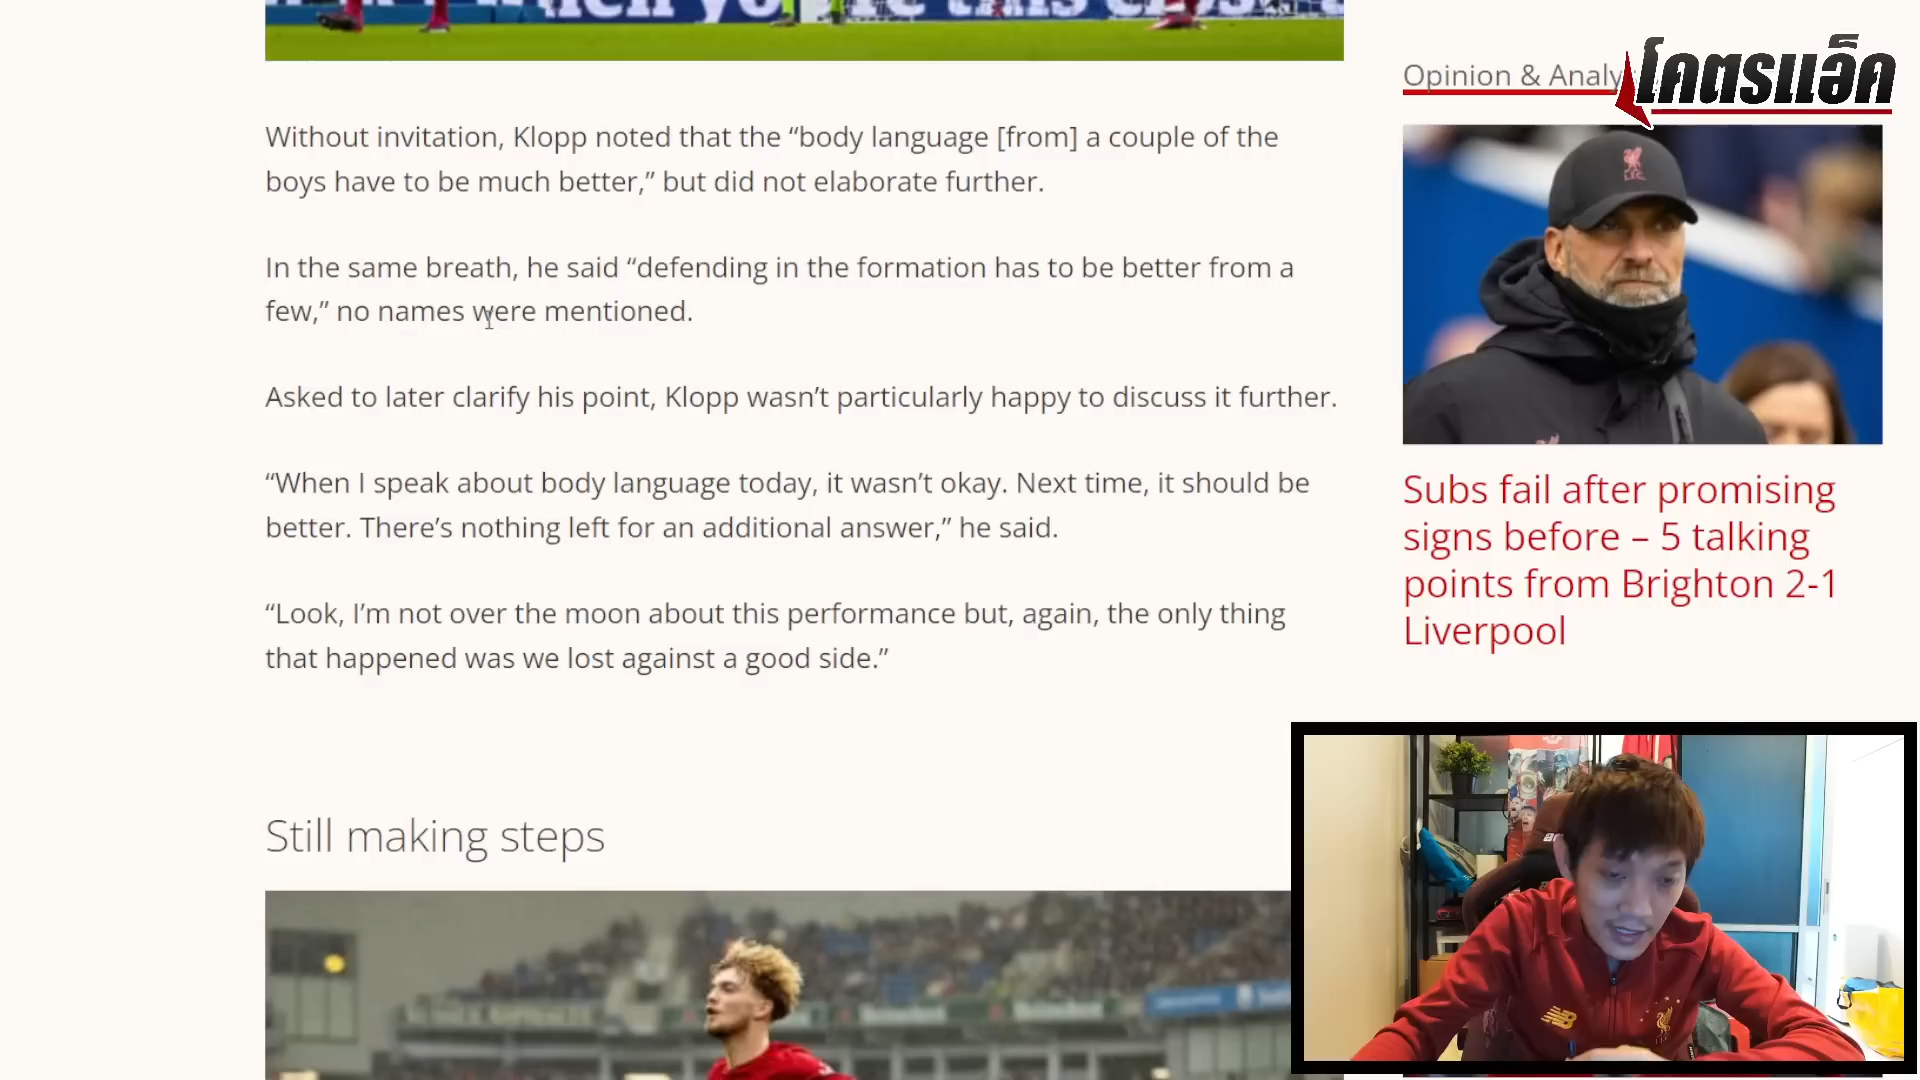 Opinion & Analy
โคตรแอ็ค
Without invitation, Klopp noted that the “body language [from] a couple of the
boys have to be much better,” but did not elaborate further.
In the same breath, he said “defending in the formation has to be better from a
few,” no names were mentioned.
Asked to later clarify his point, Klopp wasn’t particularly happy to discuss it further.
“When I speak about body language today, it wasn’t okay. Next time, it should be
better. There’s nothing left for an additional answer,” he said.
“Look, I’m not over the moon about this performance but, again, the only thing
that happened was we lost against a good side.”
Still making steps
L.F.C.
Subs fail after promising
signs before – 5 talking
points from Brighton 2-1
Liverpool